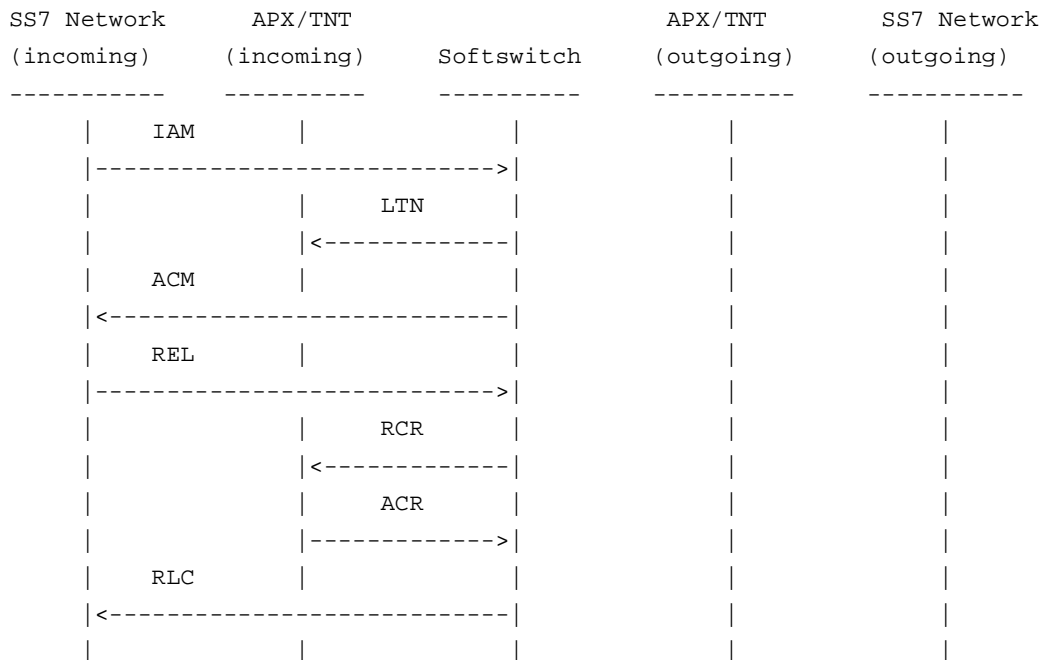 SS7 Network      APX/TNT                      APX/TNT        SS7 Network
(incoming)     (incoming)     Softswitch     (outgoing)     (outgoing)
-----------    ----------     ----------     ----------     -----------
     |    IAM       |              |              |              |
     |---------------------------->|              |              |
     |              |     LTN      |              |              |
     |              |<-------------|              |              |
     |    ACM       |              |              |              |
     |<----------------------------|              |              |
     |    REL       |              |              |              |
     |---------------------------->|              |              |
     |              |     RCR      |              |              |
     |              |<-------------|              |              |
     |              |     ACR      |              |              |
     |              |------------->|              |              |
     |    RLC       |              |              |              |
     |<----------------------------|              |              |
     |              |              |              |              |